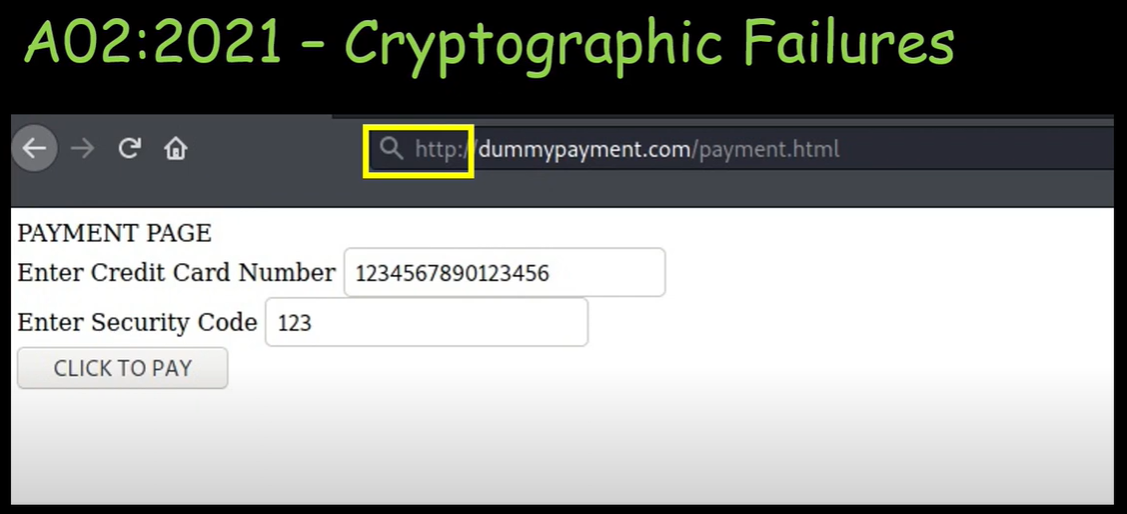 A02:2021 – Cryptographic Failures
http://dummypayment.com/payment.html
PAYMENT PAGE
Enter Credit Card Number 1234567890123456
Enter Security Code 123
CLICK TO PAY